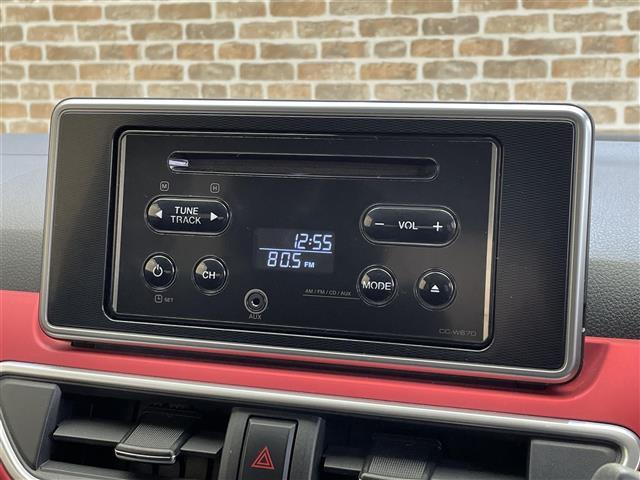 M H
TUNE
TRACK
− VOL +
12:55
80.5 FM
CH
MODE
SET
AM / FM / CD / AUX
AUX
CC-W670